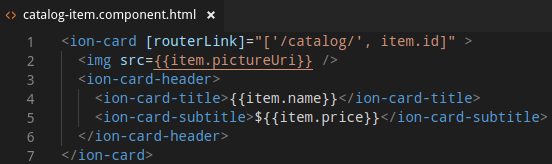 <> catalog-item.component.html ×
1 <ion-card [routerLink]="['/catalog/', item.id]" >
2 <img src={{item.pictureUri}} />
3 <ion-card-header>
4 <ion-card-title>{{item.name}}</ion-card-title>
5 <ion-card-subtitle>${{item.price}}</ion-card-subtitle>
6 </ion-card-header>
7 </ion-card>